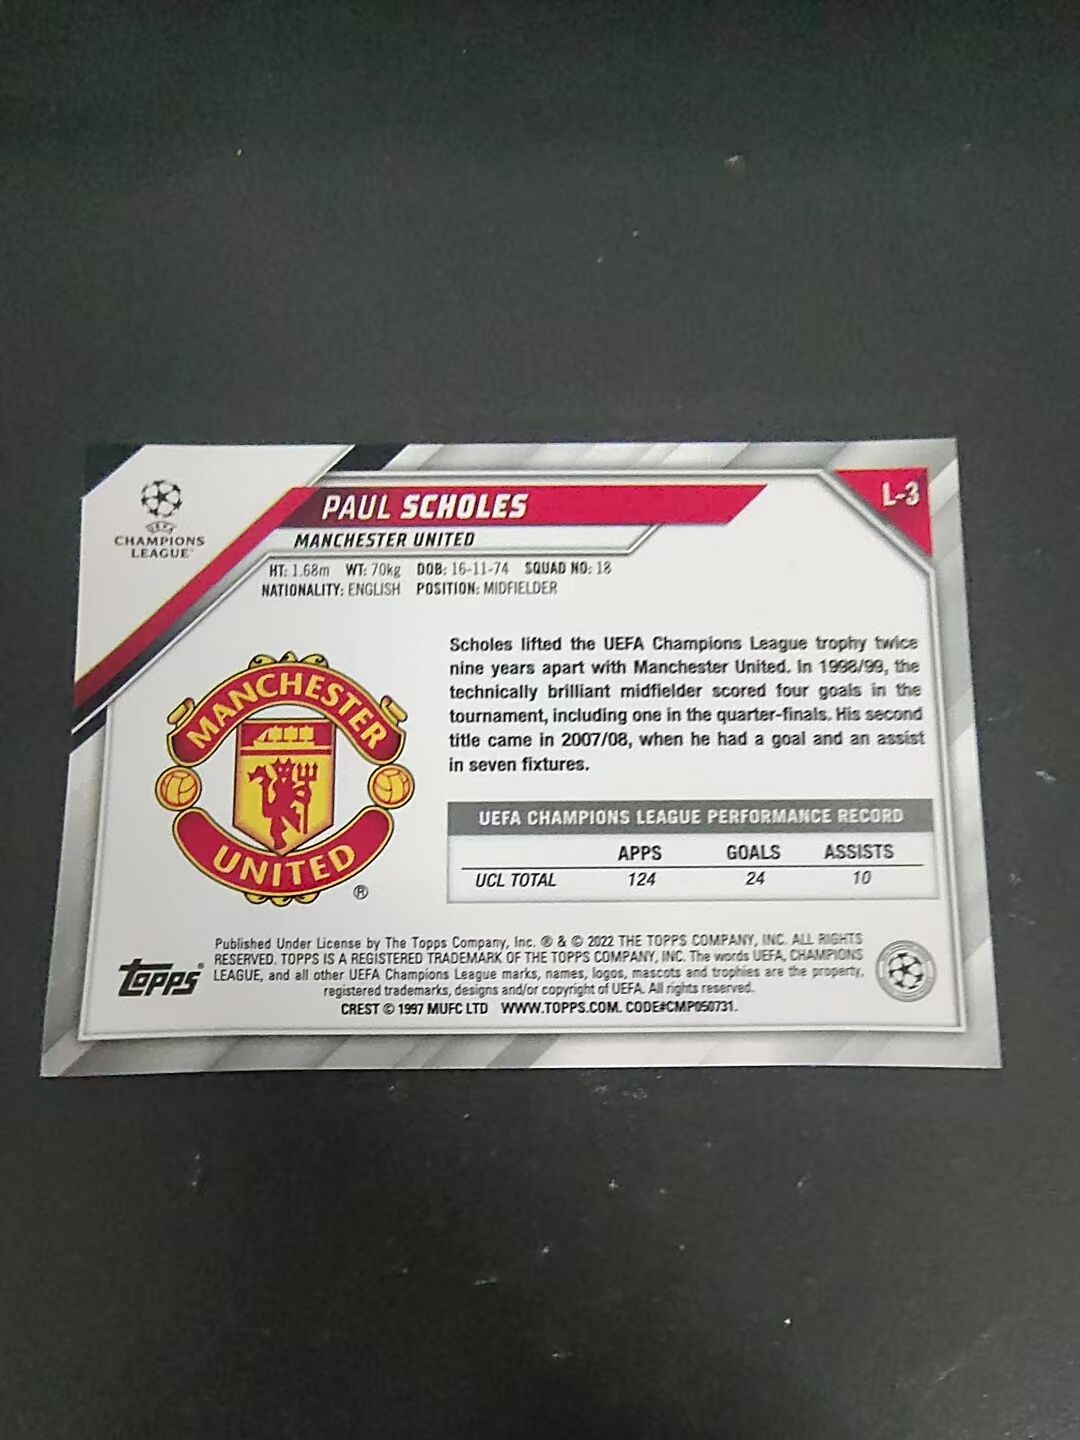 UEFA
CHAMPIONS
LEAGUE
PAUL SCHOLES
L-3
MANCHESTER UNITED
HT: 1.68m WT: 70kg DOB: 16-11-74 SQUAD NO: 18
NATIONALITY: ENGLISH POSITION: MIDFIELDER
MANCHESTER
UNITED
®
Scholes lifted the UEFA Champions League trophy twice
nine years apart with Manchester United. In 1998/99, the
technically brilliant midfielder scored four goals in the
tournament, including one in the quarter-finals. His second
title came in 2007/08, when he had a goal and an assist
in seven fixtures.
UEFA CHAMPIONS LEAGUE PERFORMANCE RECORD
APPS GOALS ASSISTS
UCL TOTAL 124 24 10
topps®
Published Under License by The Topps Company, Inc. ® & © 2022 THE TOPPS COMPANY, INC. ALL RIGHTS
RESERVED. TOPPS IS A REGISTERED TRADEMARK OF THE TOPPS COMPANY, INC. The words UEFA, CHAMPIONS
LEAGUE, and all other UEFA Champions League marks, names, logos, mascots and trophies are the property,
registered trademarks, designs and/or copyright of UEFA. All rights reserved.
CREST © 1997 MUFC LTD WWW.TOPPS.COM. CODE#CMP050731.